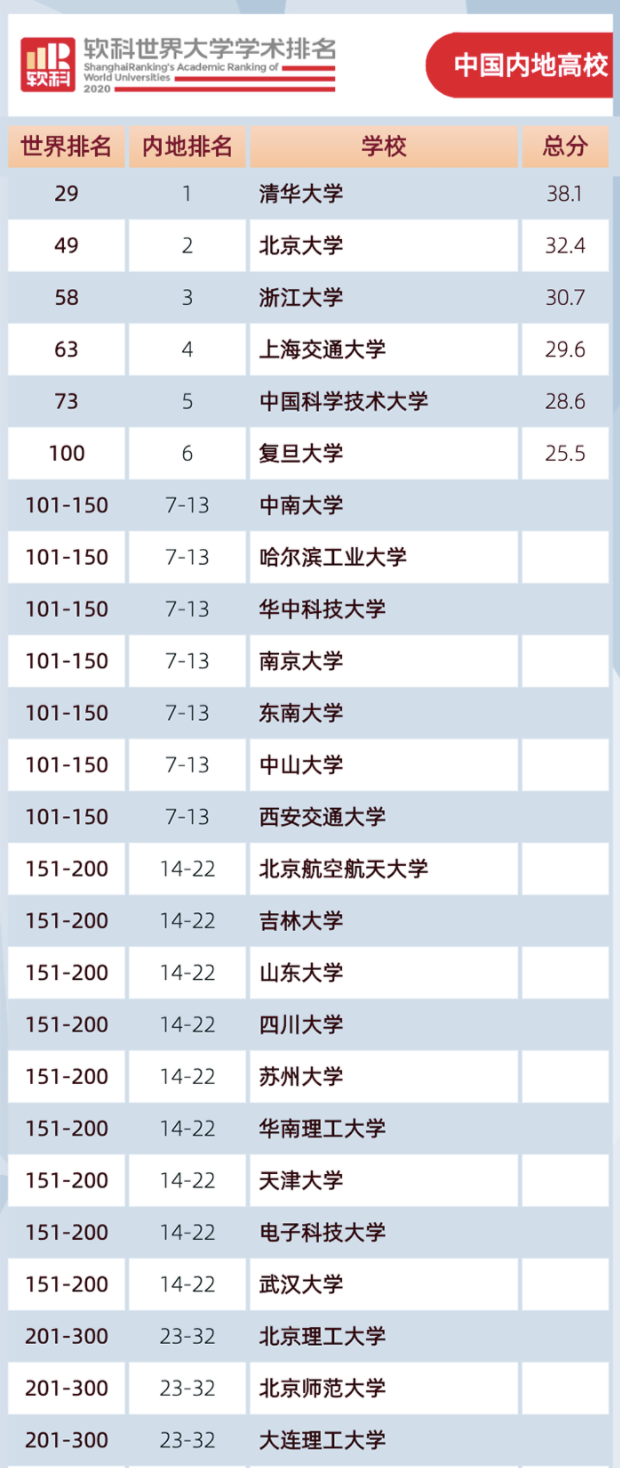 软科
软科世界大学学术排名
ShanghaiRanking's Academic Ranking of
World Universities
2020
中国内地高校
世界排名 内地排名 学校 总分
29 1 清华大学 38.1
49 2 北京大学 32.4
58 3 浙江大学 30.7
63 4 上海交通大学 29.6
73 5 中国科学技术大学 28.6
100 6 复旦大学 25.5
101-150 7-13 中南大学
101-150 7-13 哈尔滨工业大学
101-150 7-13 华中科技大学
101-150 7-13 南京大学
101-150 7-13 东南大学
101-150 7-13 中山大学
101-150 7-13 西安交通大学
151-200 14-22 北京航空航天大学
151-200 14-22 吉林大学
151-200 14-22 山东大学
151-200 14-22 四川大学
151-200 14-22 苏州大学
151-200 14-22 华南理工大学
151-200 14-22 天津大学
151-200 14-22 电子科技大学
151-200 14-22 武汉大学
201-300 23-32 北京理工大学
201-300 23-32 北京师范大学
201-300 23-32 大连理工大学